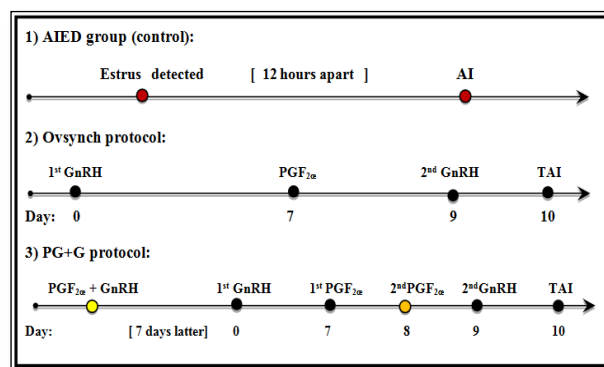 1) AIED group (control):
Estrus detected [ 12 hours apart ] AI
2) Ovsynch protocol:
1st GnRH PGF2α 2nd GnRH TAI
Day: 0 7 9 10
3) PG+G protocol:
PGF2α + GnRH 1st GnRH 1st PGF2α 2nd PGF2α 2nd GnRH TAI
Day: [ 7 days latter] 0 7 8 9 10